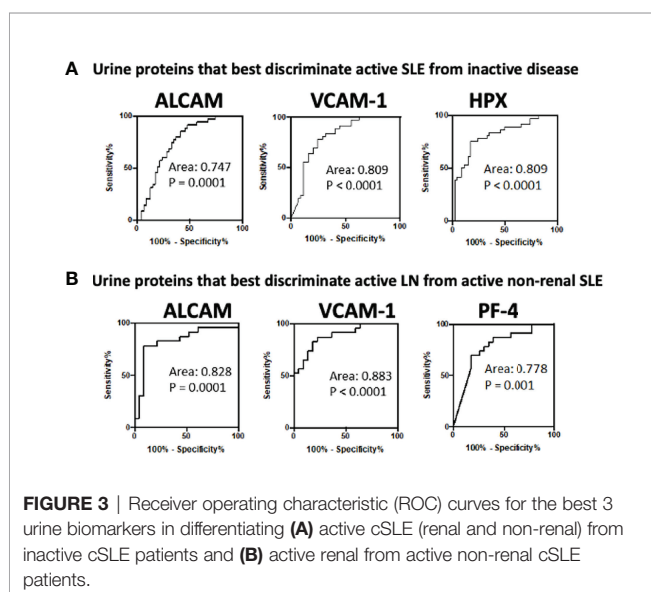 A Urine proteins that best discriminate active SLE from inactive disease
ALCAM VCAM-1 HPX
100 100 100
Sensitivity% Sensitivity% Sensitivity%
50 50 50
Area: 0.747 Area: 0.809 Area: 0.809
P = 0.0001 P < 0.0001 P < 0.0001
0 0 0
0 50 100 0 50 100 0 50 100
100% - Specificity% 100% - Specificity% 100% - Specificity%
B Urine proteins that best discriminate active LN from active non-renal SLE
ALCAM VCAM-1 PF-4
100 100 100
Sensitivity% Sensitivity% Sensitivity%
50 50 50
Area: 0.828 Area: 0.883 Area: 0.778
P = 0.0001 P < 0.0001 P = 0.001
0 0 0
0 50 100 0 50 100 0 50 100
100% - Specificity% 100% - Specificity% 100% - Specificity%
FIGURE 3 | Receiver operating characteristic (ROC) curves for the best 3
urine biomarkers in differentiating (A) active cSLE (renal and non-renal) from
inactive cSLE patients and (B) active renal from active non-renal cSLE
patients.